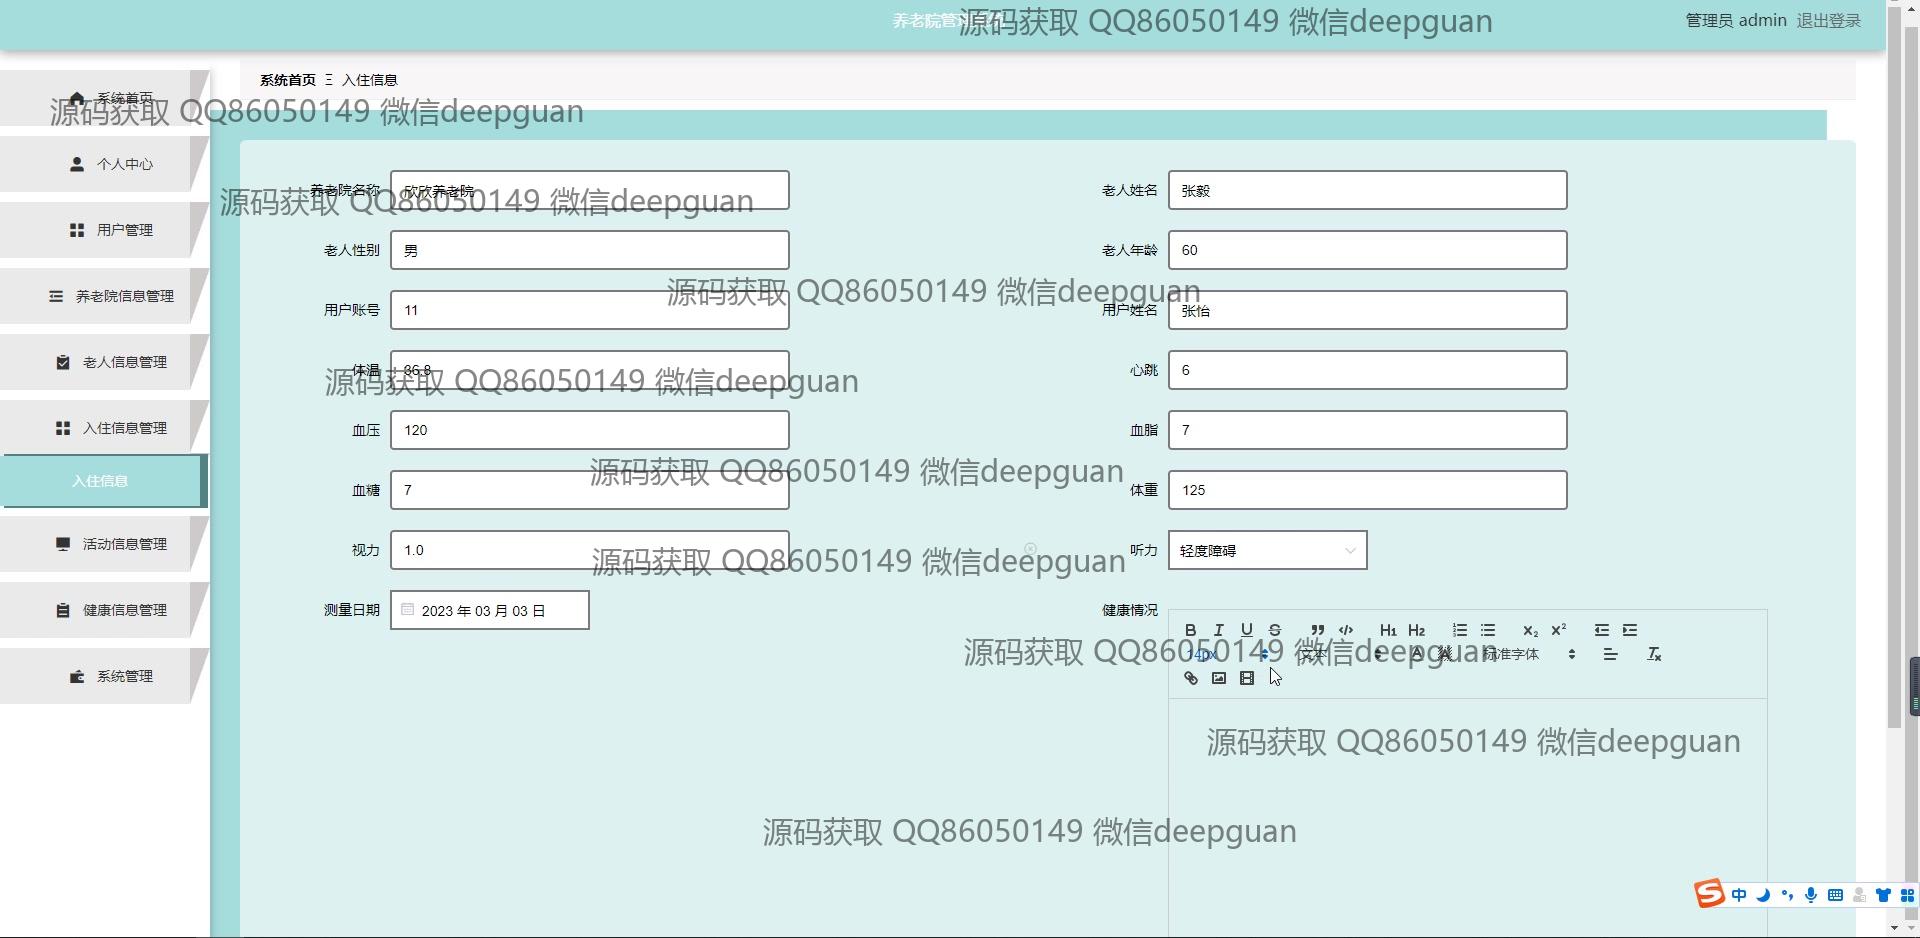 养老院管理系统
源码获取 QQ86050149 微信deepguan
管理员 admin 退出登录
系统首页 Ξ 入住信息
系统首页
源码获取 QQ86050149 微信deepguan
个人中心
养老院名称 欣欣养老院
老人姓名 张毅
源码获取 QQ86050149 微信deepguan
用户管理
老人性别 男
老人年龄 60
养老院信息管理
源码获取 QQ86050149 微信deepguan
用户账号 11
用户姓名 张怡
老人信息管理
体温 36.8
心跳 6
源码获取 QQ86050149 微信deepguan
入住信息管理
血压 120
血脂 7
源码获取 QQ86050149 微信deepguan
入住信息
血糖 7
体重 125
活动信息管理
视力 1.0
听力 轻度障碍
源码获取 QQ86050149 微信deepguan
健康信息管理
测量日期 2023 年 03 月 03 日
健康情况
B I U S H1 H2 X₂ X²
14px 文本 A 标准字体
源码获取 QQ86050149 微信deepguan
系统管理
源码获取 QQ86050149 微信deepguan
源码获取 QQ86050149 微信deepguan
中